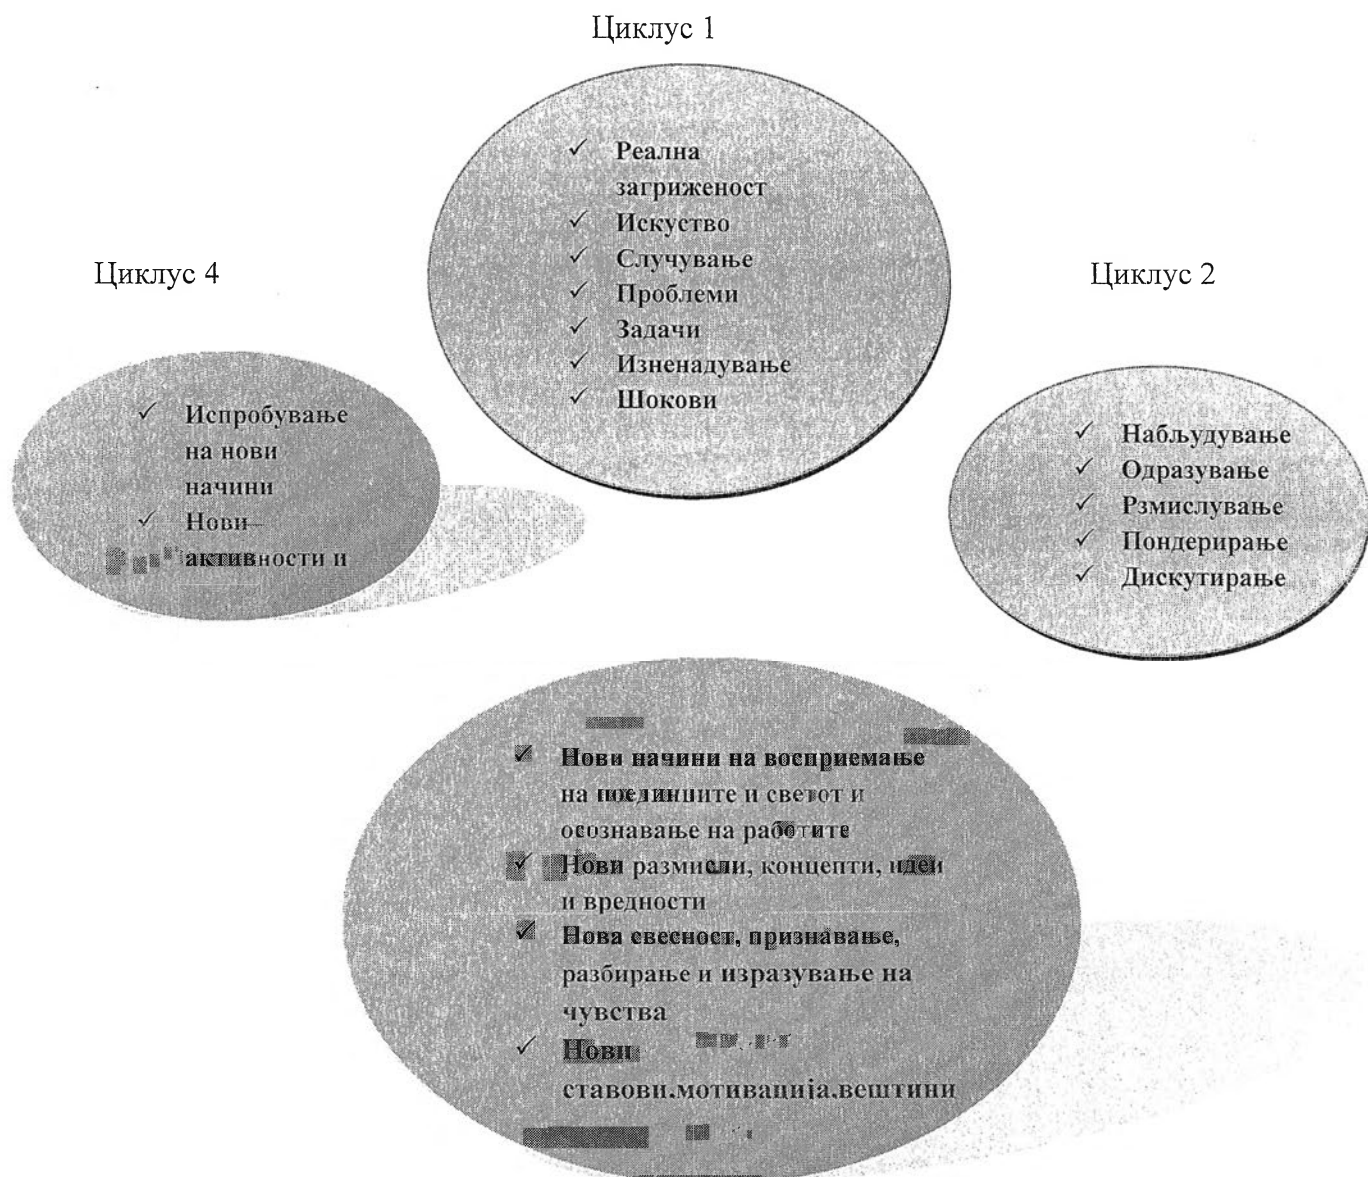 Циклус 1
✓ Реална
загриженост
✓ Искуство
✓ Случување
✓ Проблеми
✓ Задачи
✓ Изненадување
✓ Шокови
Циклус 4
✓ Испробување
на нови
начини
✓ Нови
активности и
Циклус 2
✓ Набљудување
✓ Одразување
✓ Рзмислување
✓ Пондерирање
✓ Дискутирање
✓ Нови начини на восприемање
на поединците и светот и
осознавање на работите
✓ Нови размисли, концепти, идеи
и вредности
✓ Нова свесност, признавање,
разбирање и изразување на
чувства
✓ Нови
ставови,мотивација,вештини